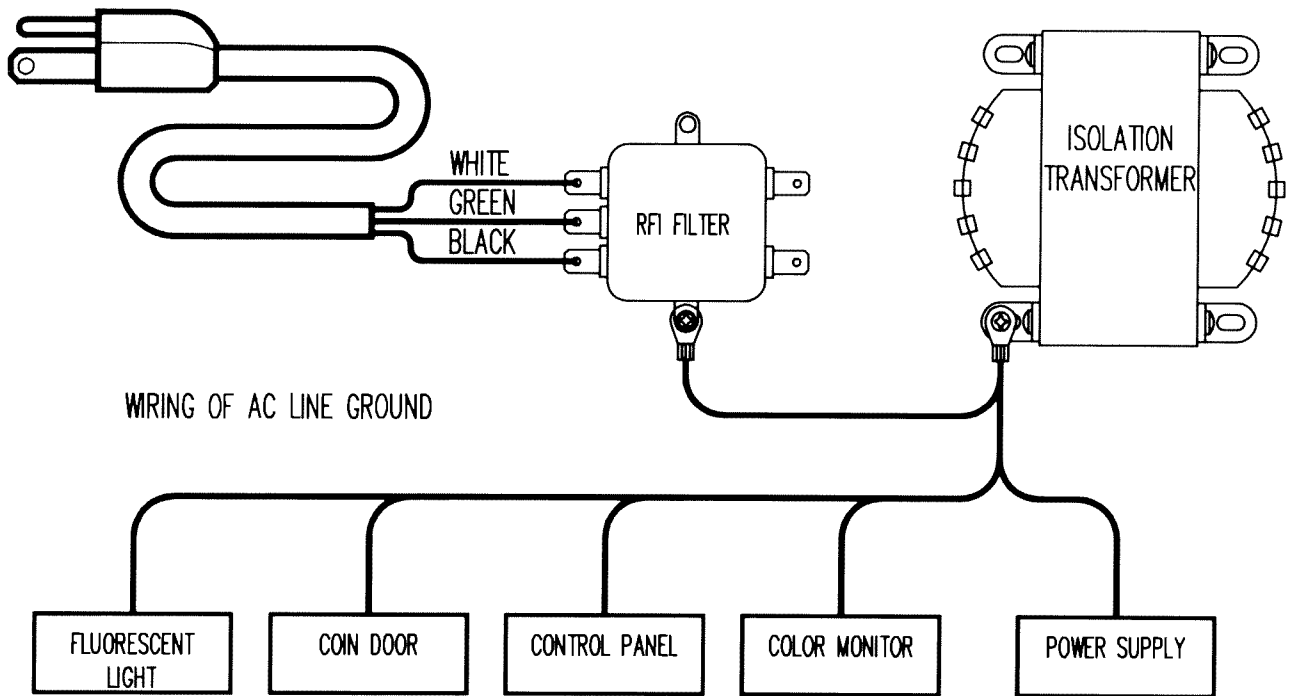 WHITE
GREEN
BLACK
RFI FILTER
ISOLATION
TRANSFORMER
WIRING OF AC LINE GROUND
FLUORESCENT
LIGHT
COIN DOOR
CONTROL PANEL
COLOR MONITOR
POWER SUPPLY